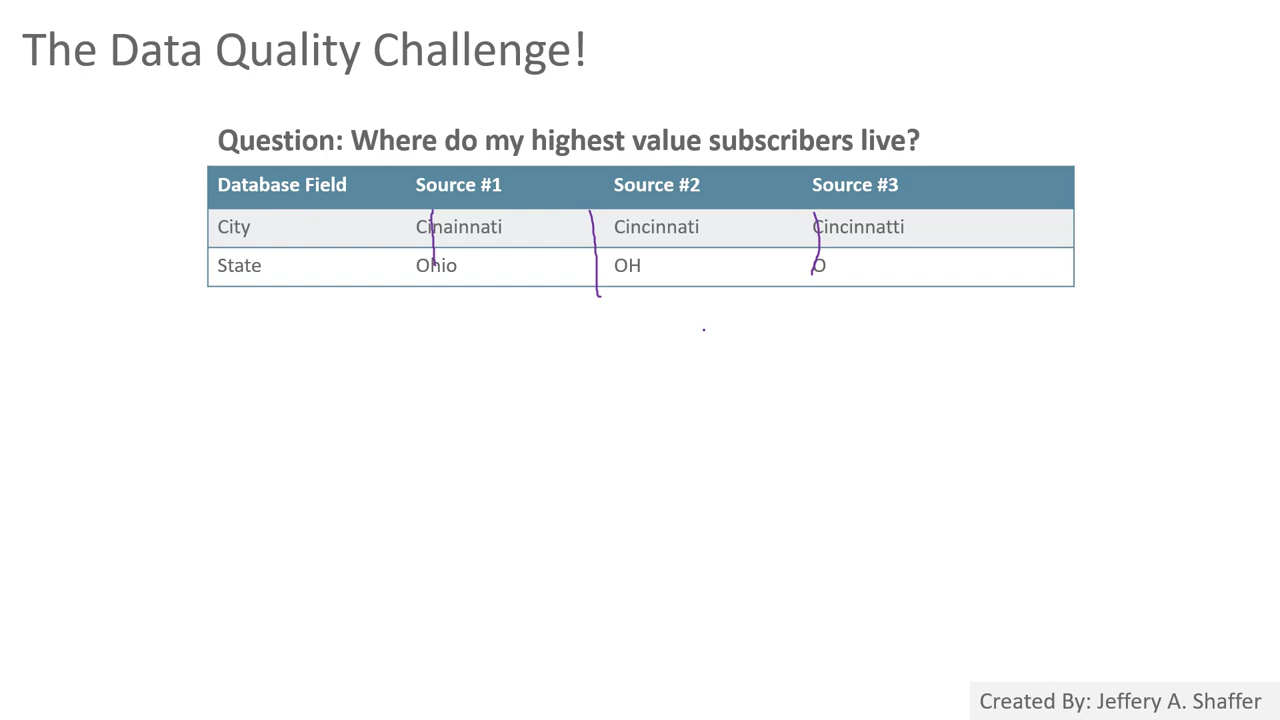 The Data Quality Challenge!
Question: Where do my highest value subscribers live?
Database Field Source #1 Source #2 Source #3
City Cinainnati Cincinnati Cincinnatti
State Ohio OH O
Created By: Jeffery A. Shaffer